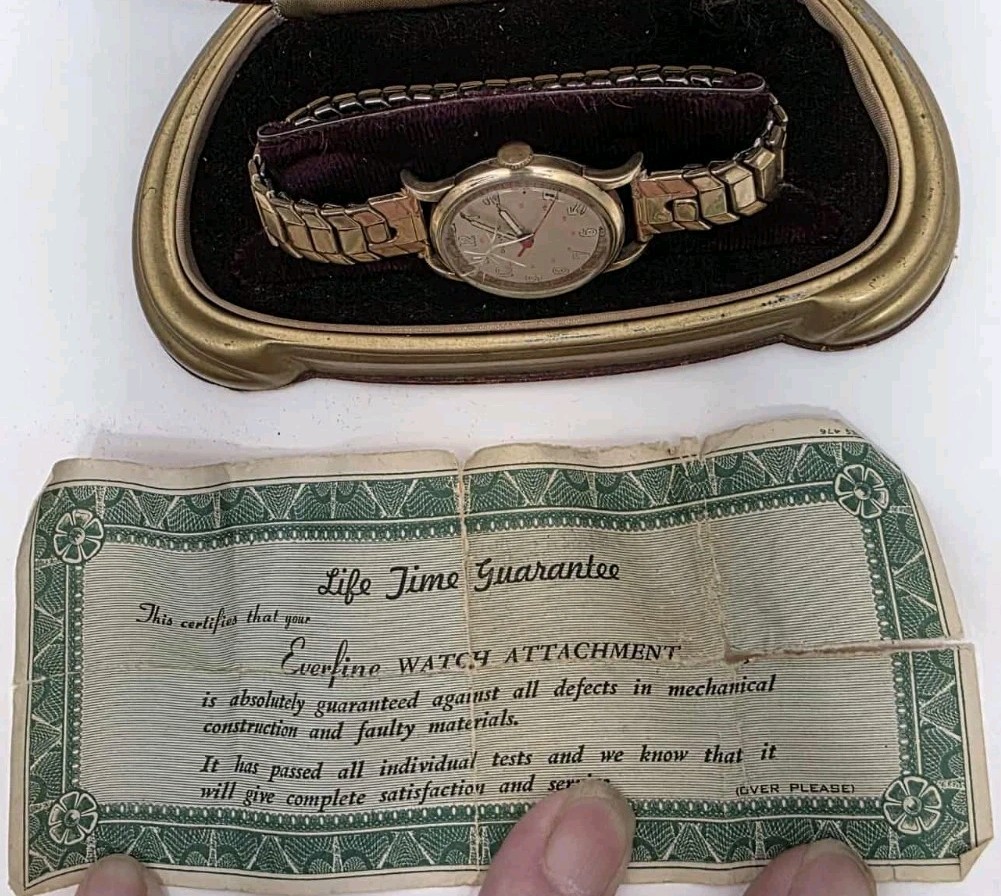 Life Time Guarantee
This certifies that your
Everfine WATCH ATTACHMENT
is absolutely guaranteed against all defects in mechanical
construction and faulty materials.
It has passed all individual tests and we know that it
will give complete satisfaction and service
(OVER PLEASE)